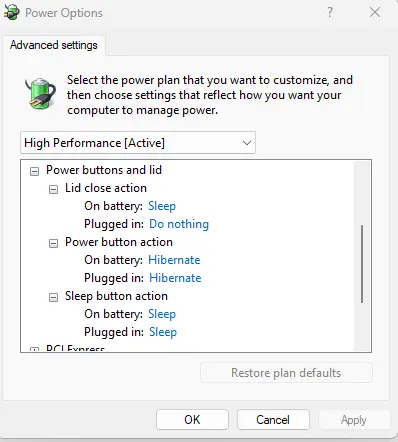 Power Options
Advanced settings
Select the power plan that you want to customize, and
then choose settings that reflect how you want your
computer to manage power.
High Performance [Active]
Power buttons and lid
Lid close action
On battery: Sleep
Plugged in: Do nothing
Power button action
On battery: Hibernate
Plugged in: Hibernate
Sleep button action
On battery: Sleep
Plugged in: Sleep
PCI Express
Restore plan defaults
OK Cancel Apply